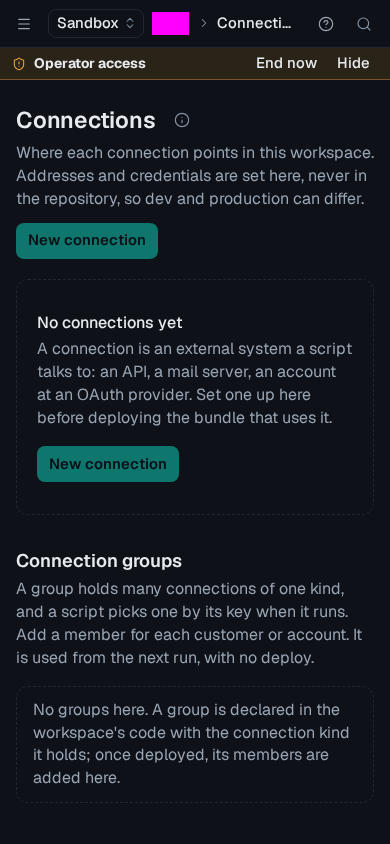 Sandbox
Connecti...
Operator access
End now
Hide
Connections
Where each connection points in this workspace.
Addresses and credentials are set here, never in
the repository, so dev and production can differ.
New connection
No connections yet
A connection is an external system a script
talks to: an API, a mail server, an account
at an OAuth provider. Set one up here
before deploying the bundle that uses it.
New connection
Connection groups
A group holds many connections of one kind,
and a script picks one by its key when it runs.
Add a member for each customer or account. It
is used from the next run, with no deploy.
No groups here. A group is declared in the
workspace's code with the connection kind
it holds; once deployed, its members are
added here.